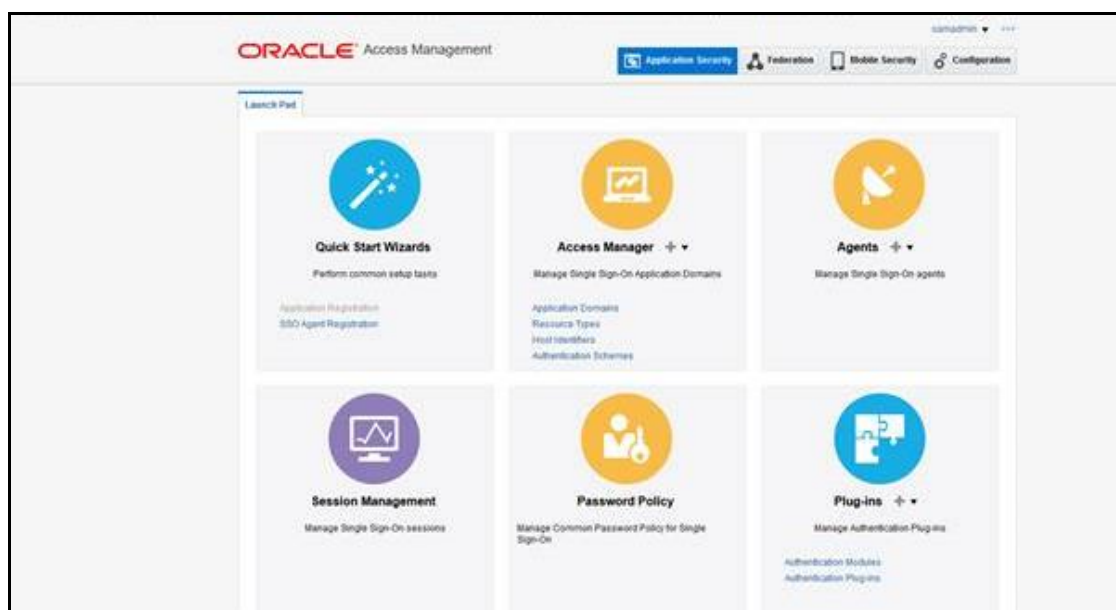 oamadmin
ORACLE Access Management
Application Security
Federation
Mobile Security
Configuration
Launch Pad
Quick Start Wizards
Perform common setup tasks
Application Registration
SSO Agent Registration
Access Manager
Manage Single Sign-On Application Domains
Application Domains
Resource Types
Host Identifiers
Authentication Schemes
Agents
Manage Single Sign-On agents
Session Management
Manage Single Sign-On sessions
Password Policy
Manage Common Password Policy for Single
Sign-On
Plug-ins
Manage Authentication Plug-ins
Authentication Modules
Authentication Plug-ins